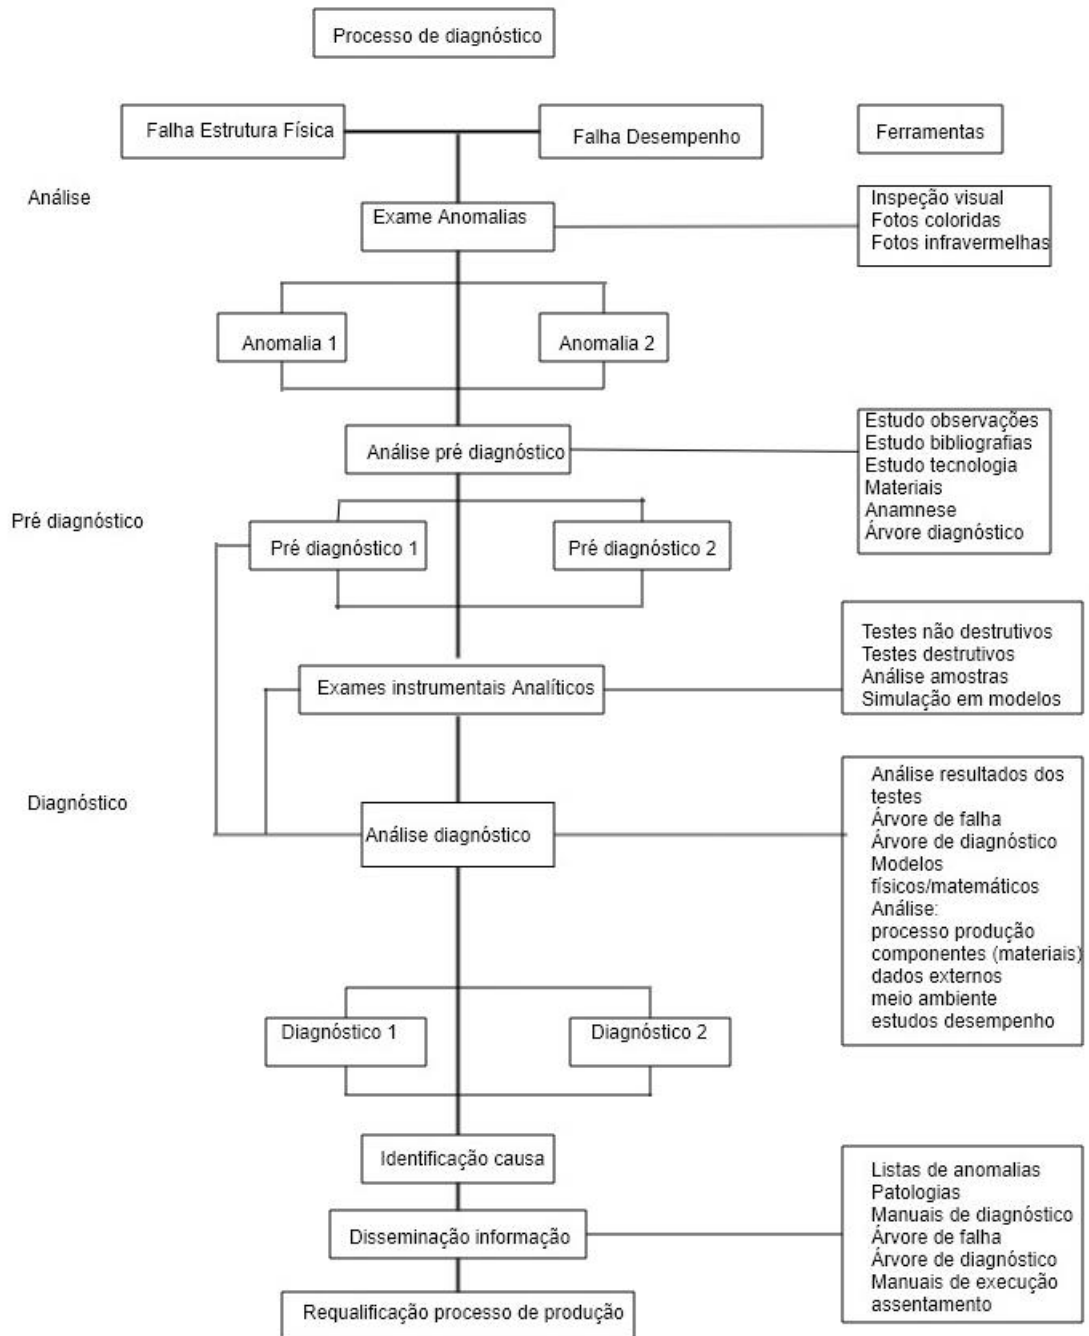 Processo de diagnóstico
Falha Estrutura Física
Falha Desempenho
Ferramentas
Análise
Exame Anomalias
Inspeção visual
Fotos coloridas
Fotos infravermelhas
Anomalia 1
Anomalia 2
Análise pré diagnóstico
Estudo observações
Estudo bibliografias
Estudo tecnologia
Materiais
Anamnese
Árvore diagnóstico
Pré diagnóstico
Pré diagnóstico 1
Pré diagnóstico 2
Exames instrumentais Analíticos
Testes não destrutivos
Testes destrutivos
Análise amostras
Simulação em modelos
Diagnóstico
Análise diagnóstico
Análise resultados dos
testes
Árvore de falha
Árvore de diagnóstico
Modelos
físicos/matemáticos
Análise:
processo produção
componentes (materiais)
dados externos
meio ambiente
estudos desempenho
Diagnóstico 1
Diagnóstico 2
Identificação causa
Disseminação informação
Listas de anomalias
Patologias
Manuais de diagnóstico
Árvore de falha
Árvore de diagnóstico
Manuais de execução
assentamento
Requalificação processo de produção